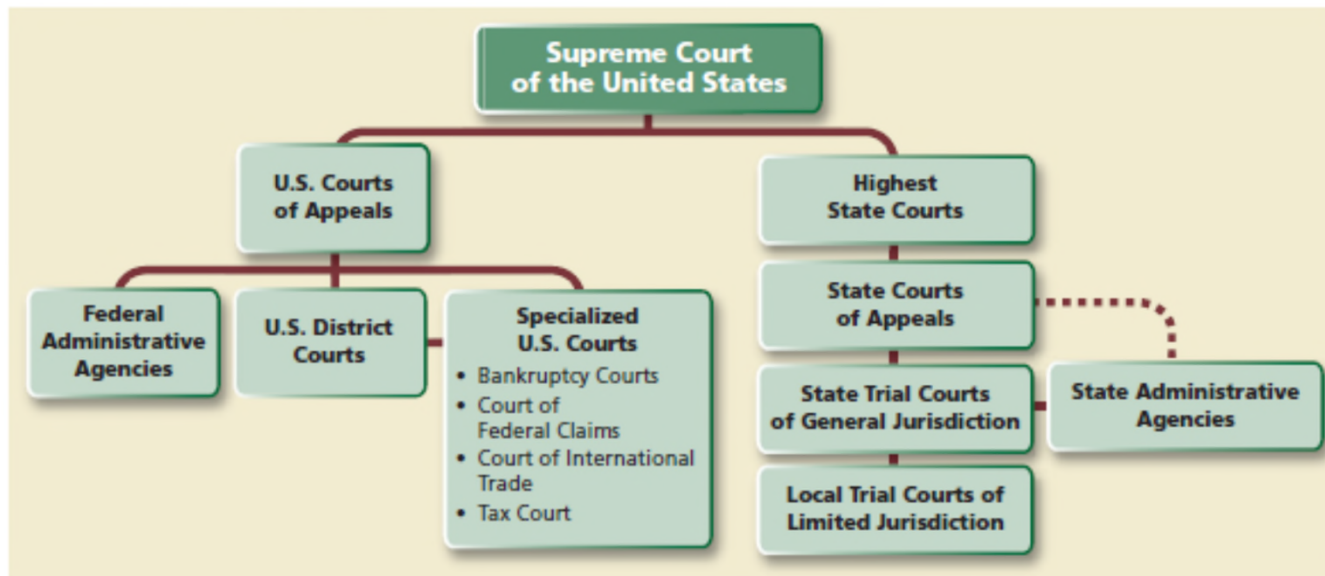 Supreme Court
of the United States
U.S. Courts
of Appeals
Highest
State Courts
Federal
Administrative
Agencies
U.S. District
Courts
Specialized
U.S. Courts
• Bankruptcy Courts
• Court of
Federal Claims
• Court of International
Trade
• Tax Court
State Courts
of Appeals
State Trial Courts
of General Jurisdiction
State Administrative
Agencies
Local Trial Courts of
Limited Jurisdiction